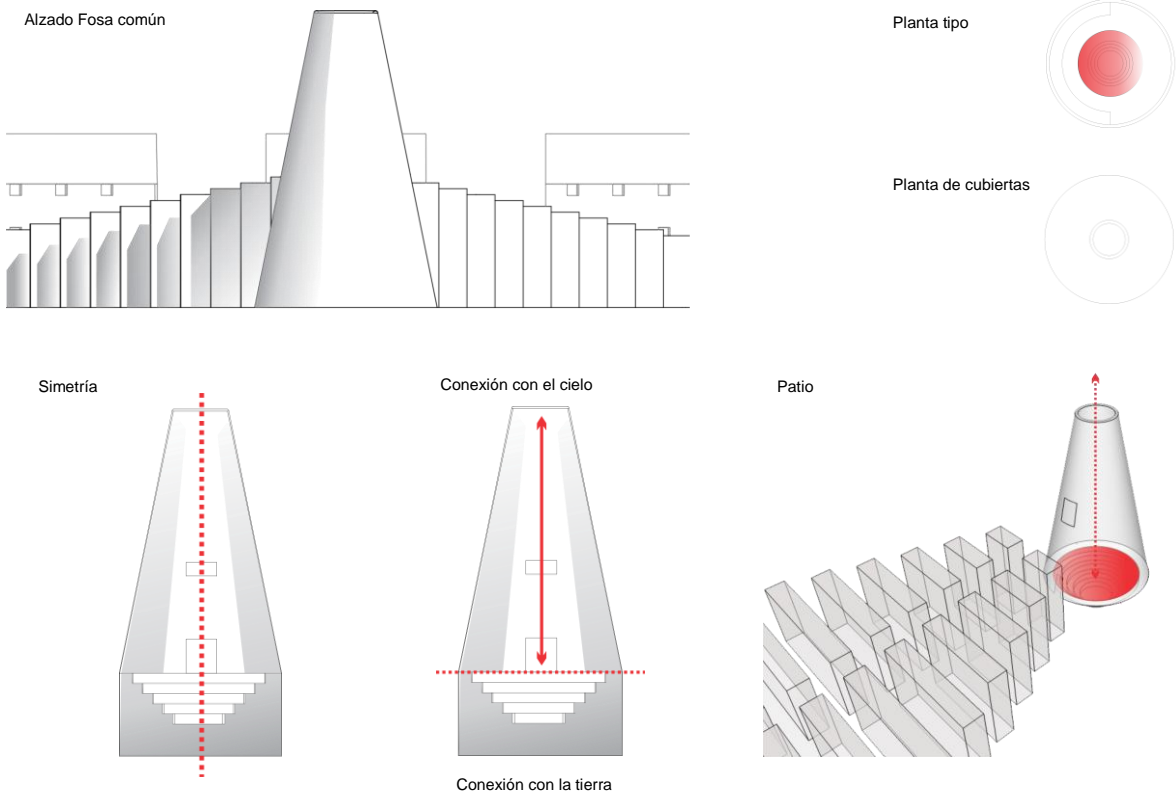 Alzado Fosa común
Planta tipo
Planta de cubiertas
Simetría
Conexión con el cielo
Patio
Conexión con la tierra